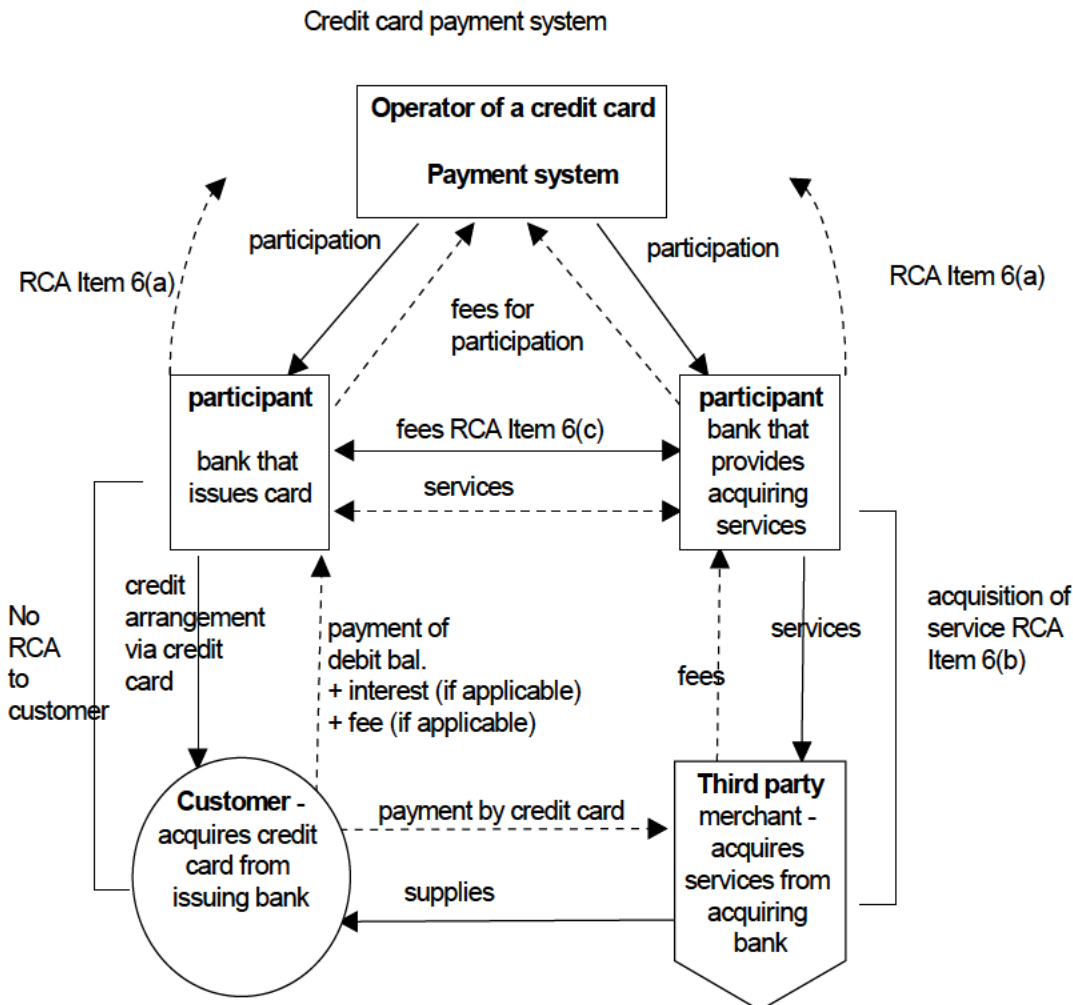 Credit card payment system
Operator of a credit card
Payment system
participation
participation
RCA Item 6(a)
RCA Item 6(a)
fees for
participation
participant
bank that
issues card
fees RCA Item 6(c)
services
participant
bank that
provides
acquiring
services
No
RCA
to
customer
credit
arrangement
via credit
card
payment of
debit bal.
+ interest (if applicable)
+ fee (if applicable)
fees
services
acquisition of
service RCA
Item 6(b)
Customer -
acquires credit
card from
issuing bank
payment by credit card
supplies
Third party
merchant -
acquires
services from
acquiring
bank